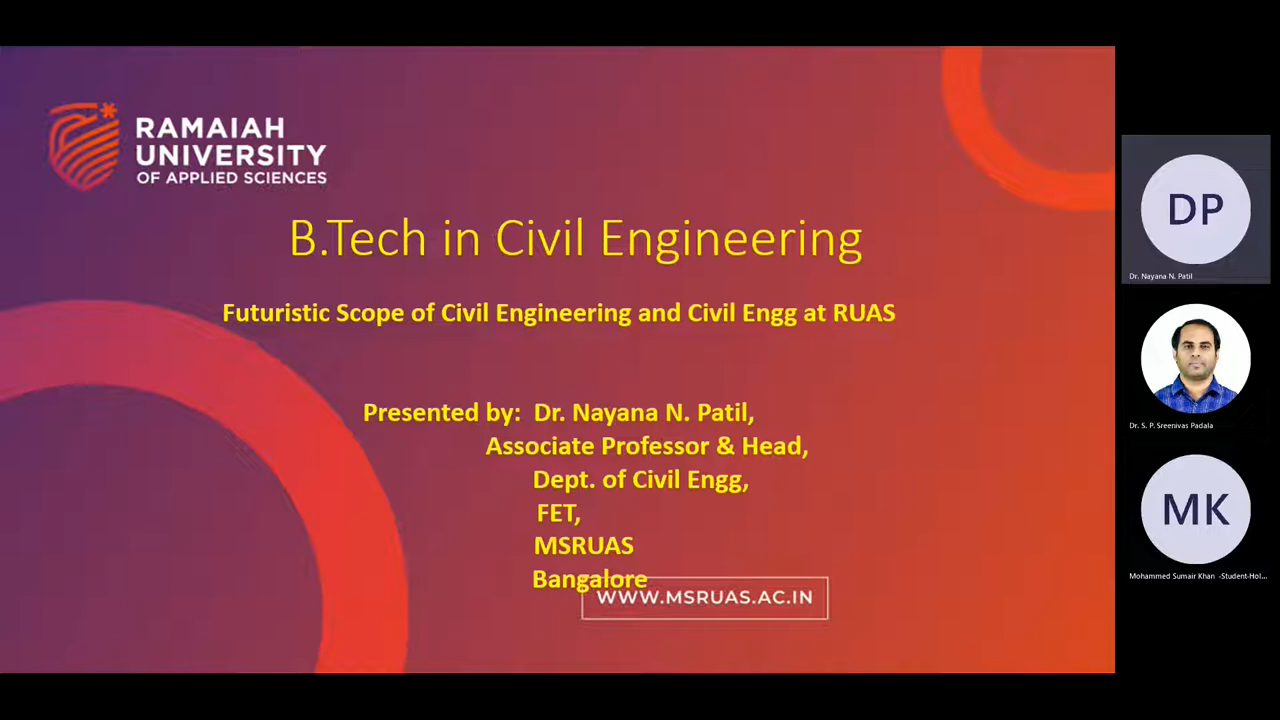 RAMAIAH
UNIVERSITY
OF APPLIED SCIENCES
B.Tech in Civil Engineering
Futuristic Scope of Civil Engineering and Civil Engg at RUAS
Presented by: Dr. Nayana N. Patil,
Associate Professor & Head,
Dept. of Civil Engg,
FET,
MSRUAS
Bangalore
WWW.MSRUAS.AC.IN
DP
Dr. Nayana N. Patil
Dr. S. P. Sreenivas Padala
MK
Mohammed Sumair Khan -Student-Hol...